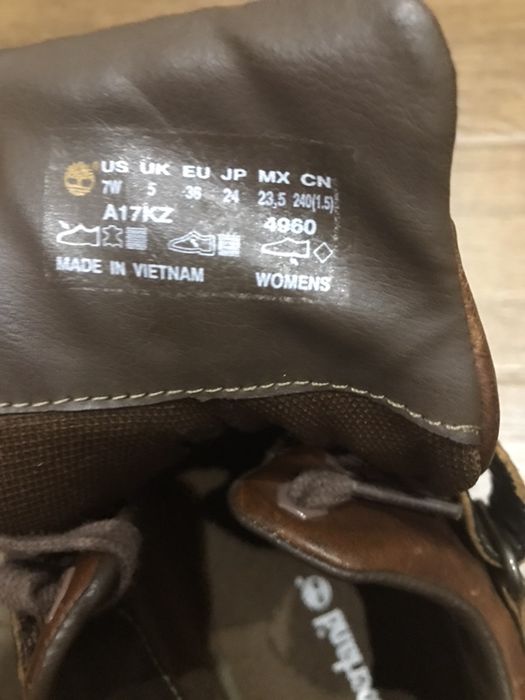 US UK EU JP MX CN
7W 5 38 24 23,5 240(1.5)
A17KZ 4960
MADE IN VIETNAM WOMENS